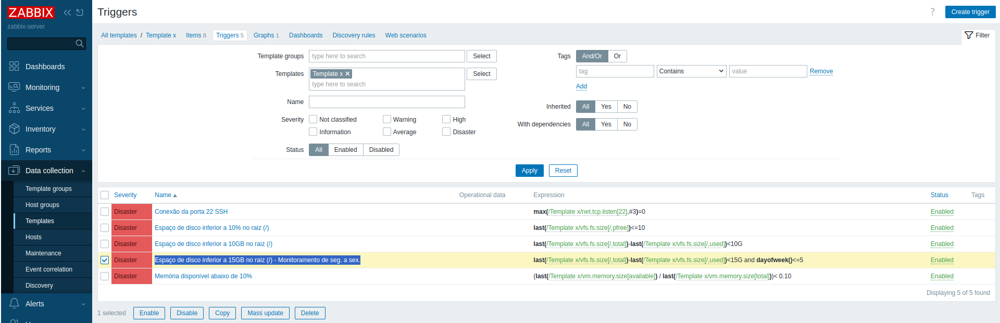 ZABBIX
zabbix-server
Dashboards
Monitoring
Services
Inventory
Reports
Data collection
Template groups
Host groups
Templates
Hosts
Maintenance
Event correlation
Discovery
Alerts
Triggers
? Create trigger
All templates / Template x Items 8 Triggers 5 Graphs 1 Dashboards Discovery rules Web scenarios
Filter
Template groups type here to search Select
Templates Template x Select
type here to search
Name
Severity Not classified Warning High
Information Average Disaster
Status All Enabled Disabled
Tags And/Or Or
tag Contains value Remove
Add
Inherited All Yes No
With dependencies All Yes No
Apply Reset
Severity Name Operational data Expression Status Tags
Disaster Conexão da porta 22 SSH max(/Template x/net.tcp.listen[22],#3)=0 Enabled
Disaster Espaço de disco inferior a 10% no raiz (/) last(/Template x/vfs.fs.size[/,pfree])<=10 Enabled
Disaster Espaço de disco inferior a 10GB no raiz (/) last(/Template x/vfs.fs.size[/,total])-last(/Template x/vfs.fs.size[/,used])<10G Enabled
Disaster Espaço de disco inferior a 15GB no raiz (/) - Monitoramento de seg. a sex. last(/Template x/vfs.fs.size[/,total])-last(/Template x/vfs.fs.size[/,used])<15G and dayofweek()<=5 Enabled
Disaster Memória disponível abaixo de 10% (last(/Template x/vm.memory.size[available]) / last(/Template x/vm.memory.size[total]))< 0.10 Enabled
Displaying 5 of 5 found
1 selected Enable Disable Copy Mass update Delete